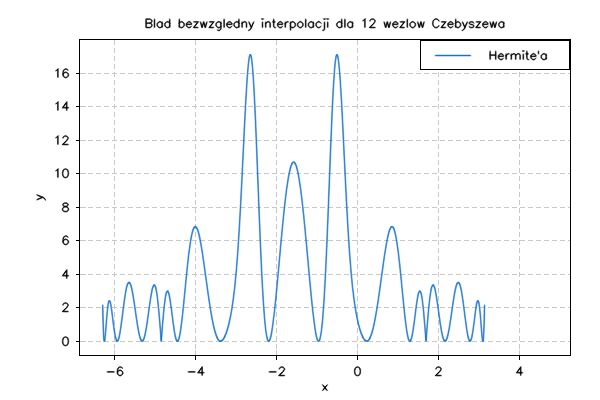 Blad bezwzgledny interpolacji dla 12 wezlow Czebyszewa
Hermite'a
16
14
12
10
8
6
4
2
0
y
−6 −4 −2 0 2 4
x